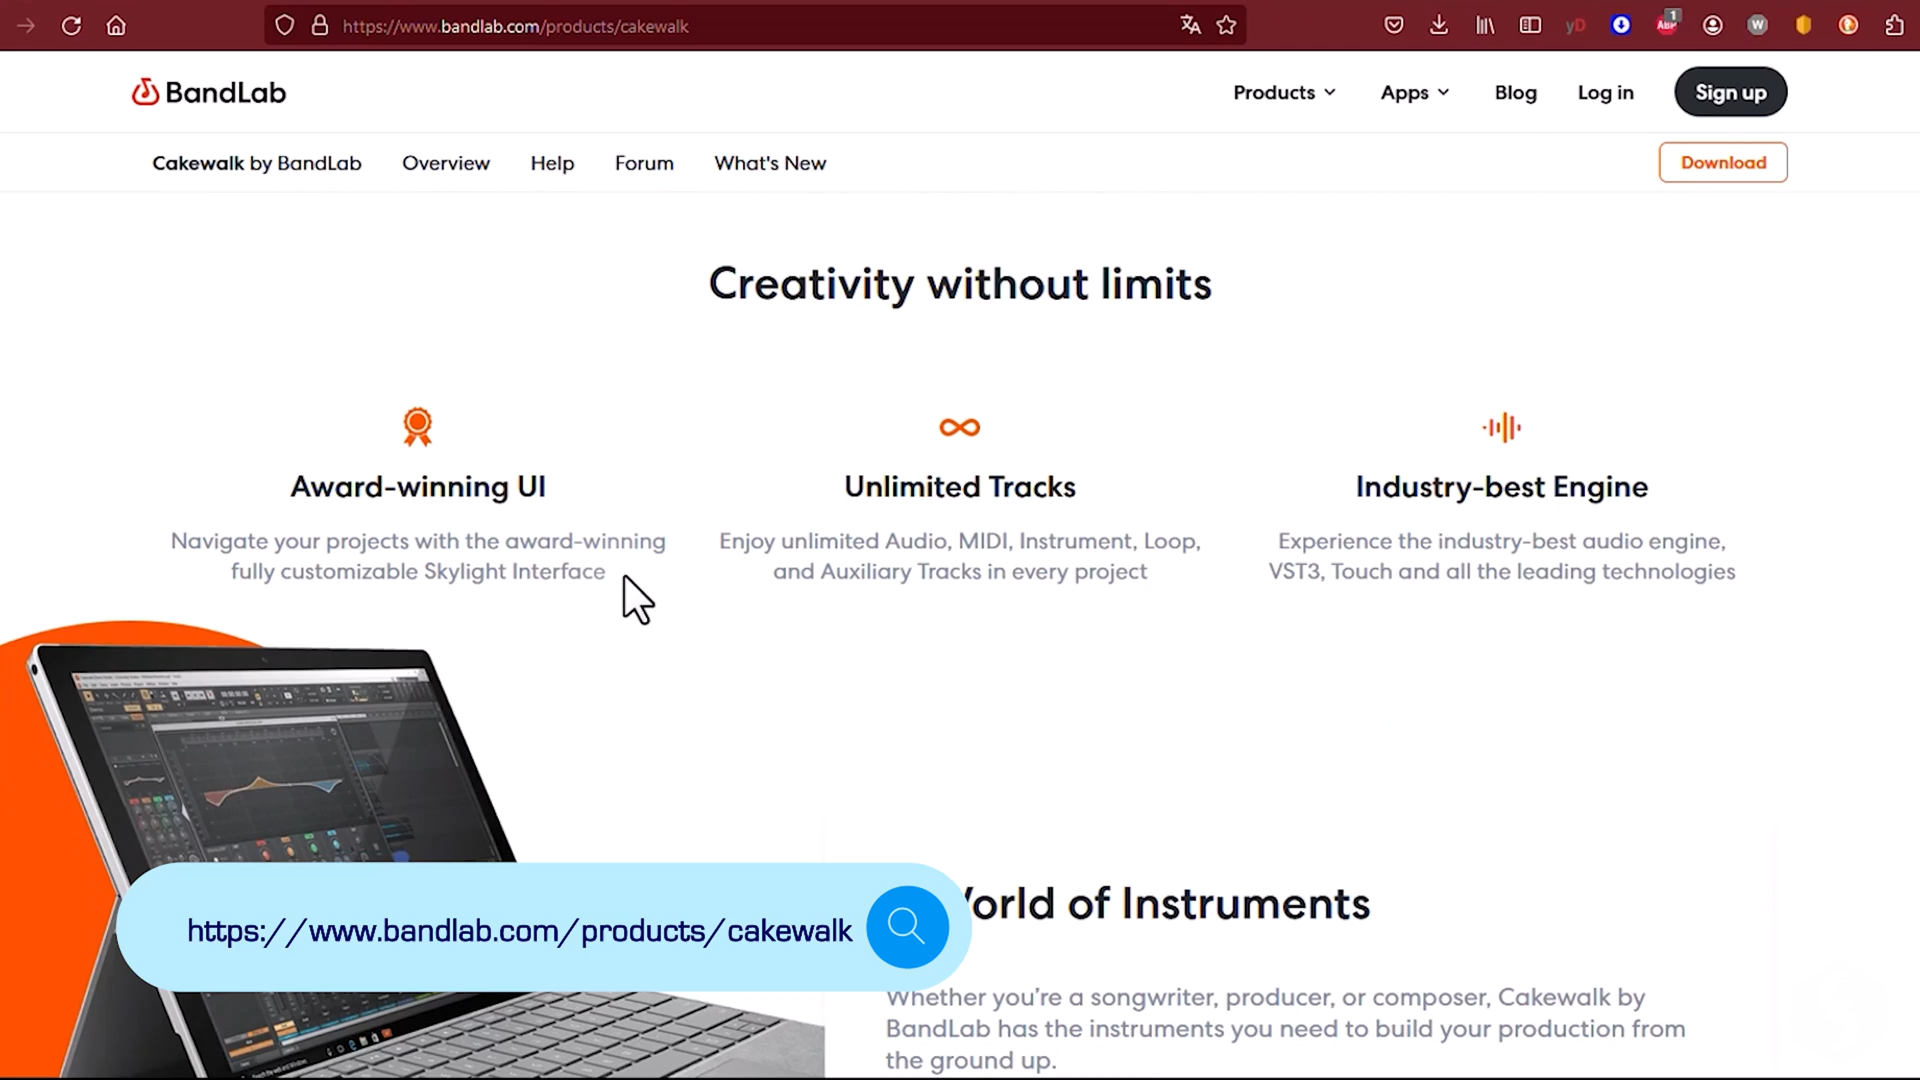 https://www.bandlab.com/products/cakewalk
yD
ABP
1
W
BandLab
Products
Apps
Blog
Log in
Sign up
Cakewalk by BandLab
Overview
Help
Forum
What's New
Download
Creativity without limits
Award-winning UI
Navigate your projects with the award-winning
fully customizable Skylight Interface
Unlimited Tracks
Enjoy unlimited Audio, MIDI, Instrument, Loop,
and Auxiliary Tracks in every project
Industry-best Engine
Experience the industry-best audio engine,
VST3, Touch and all the leading technologies
https://www.bandlab.com/products/cakewalk
World of Instruments
Whether you're a songwriter, producer, or composer, Cakewalk by
BandLab has the instruments you need to build your production from
the ground up.